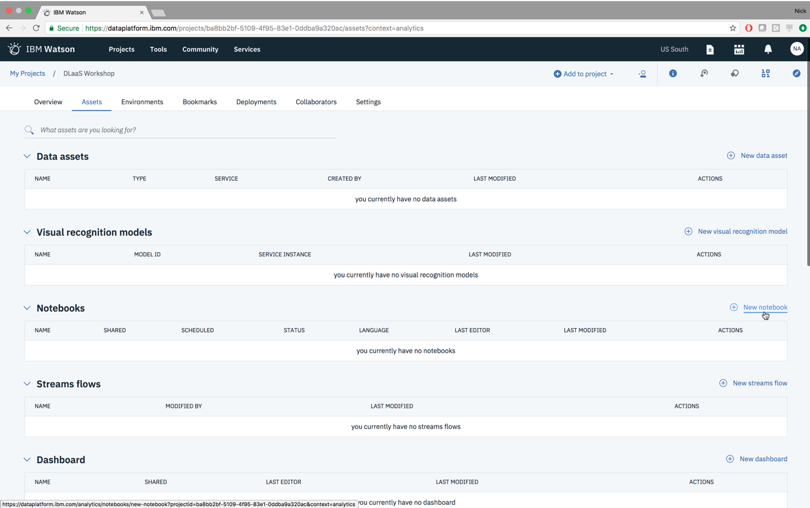 IBM Watson
Nick
Secure
https://dataplatform.ibm.com/projects/ba8bb2bf-5109-4f95-83e1-0ddba9a320ac/assets?context=analytics
IBM Watson Projects Tools Community Services US South NA
My Projects / DLaaS Workshop Add to project
Overview Assets Environments Bookmarks Deployments Collaborators Settings
What assets are you looking for?
Data assets New data asset
NAME TYPE SERVICE CREATED BY LAST MODIFIED ACTIONS
you currently have no data assets
Visual recognition models New visual recognition model
NAME MODEL ID SERVICE INSTANCE LAST MODIFIED ACTIONS
you currently have no visual recognition models
Notebooks New notebook
NAME SHARED SCHEDULED STATUS LANGUAGE LAST EDITOR LAST MODIFIED ACTIONS
you currently have no notebooks
Streams flows New streams flow
NAME MODIFIED BY LAST MODIFIED ACTIONS
you currently have no streams flows
Dashboard New dashboard
NAME SHARED LAST EDITOR LAST MODIFIED ACTIONS
you currently have no dashboard
https://dataplatform.ibm.com/analytics/notebooks/new-notebook?projectid=ba8bb2bf-5109-4f95-83e1-0ddba9a320ac&context=analytics